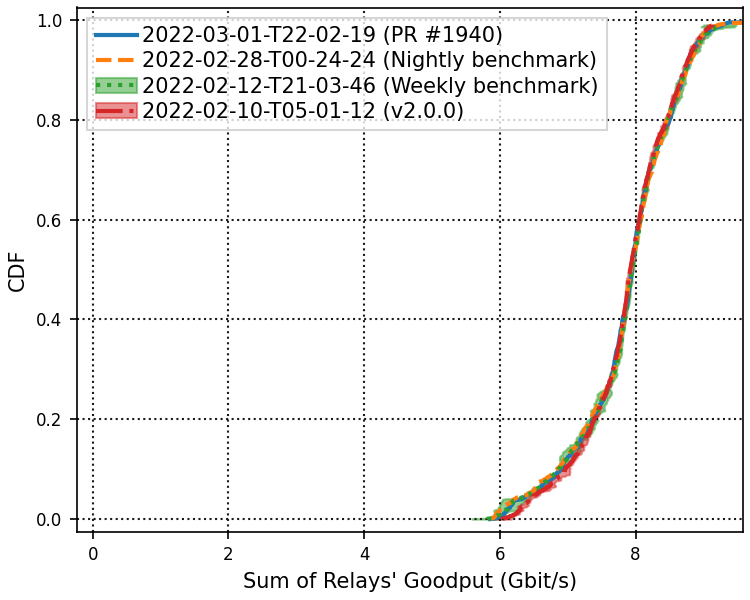 1.0
0.8
0.6
0.4
0.2
0.0
CDF
2022-03-01-T22-02-19 (PR #1940)
2022-02-28-T00-24-24 (Nightly benchmark)
2022-02-12-T21-03-46 (Weekly benchmark)
2022-02-10-T05-01-12 (v2.0.0)
0 2 4 6 8
Sum of Relays' Goodput (Gbit/s)